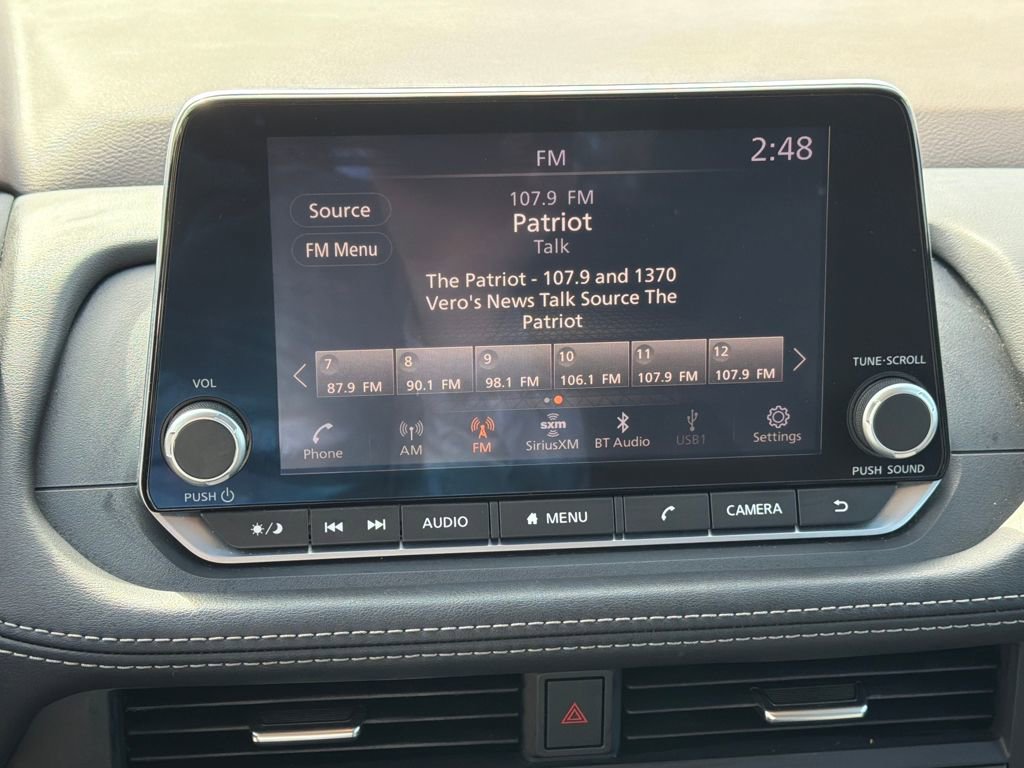 FM
2:48
Source
FM Menu
107.9 FM
Patriot
Talk
The Patriot - 107.9 and 1370
Vero's News Talk Source The
Patriot
7
87.9 FM
8
90.1 FM
9
98.1 FM
10
106.1 FM
11
107.9 FM
12
107.9 FM
Phone
AM
FM
sxm
SiriusXM
BT Audio
USB1
Settings
VOL
PUSH
TUNE·SCROLL
PUSH SOUND
AUDIO
MENU
CAMERA